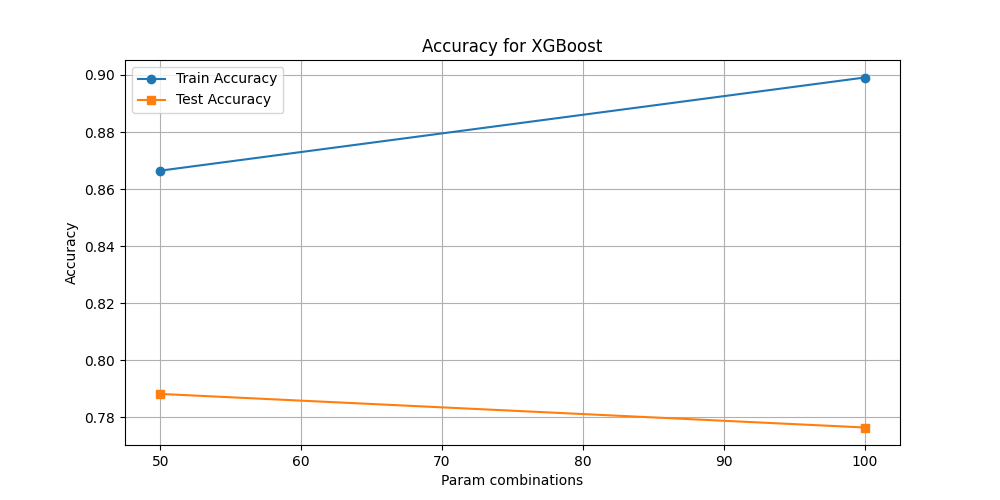 Accuracy for XGBoost
Train Accuracy
Test Accuracy
0.90
0.88
0.86
0.84
0.82
0.80
0.78
Accuracy
50 60 70 80 90 100
Param combinations